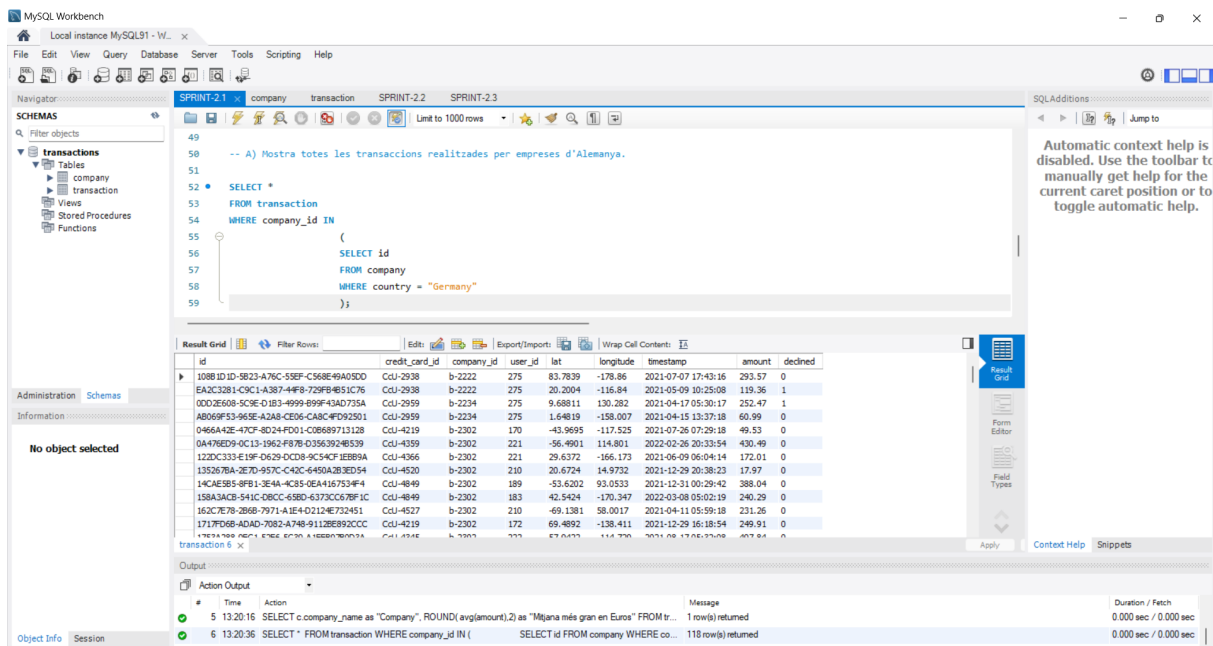 MySQL Workbench
Local instance MySQL91 - W... ×
File Edit View Query Database Server Tools Scripting Help
Navigator
SCHEMAS
Filter objects
transactions
Tables
company
transaction
Views
Stored Procedures
Functions
Administration Schemas
Information
No object selected
Object Info Session
SPRINT-2.1 × company transaction SPRINT-2.2 SPRINT-2.3
Limit to 1000 rows
49
50 -- A) Mostra totes les transaccions realitzades per empreses d'Alemanya.
51
52 SELECT *
53 FROM transaction
54 WHERE company_id IN
55 (
56 SELECT id
57 FROM company
58 WHERE country = "Germany"
59 );
Result Grid Filter Rows: Edit: Export/Import: Wrap Cell Content:
id credit_card_id company_id user_id lat longitude timestamp amount declined
108B1D1D-5B23-A76C-55EF-C568E49A05DD CcU-2938 b-2222 275 83.7839 -178.86 2021-07-07 17:43:16 293.57 0
EA2C3281-C9C1-A387-44F8-729FB4B51C76 CcU-2938 b-2222 275 20.2004 -116.84 2021-05-09 10:25:08 119.36 1
0DD2E608-5C9E-D1B3-4999-B99F43AD735A CcU-2959 b-2234 275 9.68811 130.282 2021-04-17 05:30:17 252.47 1
AB069F53-965E-A2A8-CE06-CA8C4FD92501 CcU-2959 b-2234 275 1.64819 -158.007 2021-04-15 13:37:18 60.99 0
0466A42E-47CF-8D24-FD01-C0B689713128 CcU-4219 b-2302 170 -43.9695 -117.525 2021-07-26 07:29:18 49.53 0
0A476ED9-0C13-1962-F87B-D3563924B539 CcU-4359 b-2302 221 -56.4901 114.801 2022-02-26 20:33:54 430.49 0
122DC333-E19F-D629-DCD8-9C54CF1EBB9A CcU-4366 b-2302 221 29.6372 -166.173 2021-06-09 06:04:14 172.01 0
135267BA-2E7D-957C-C42C-6450A2B3ED54 CcU-4520 b-2302 210 20.6724 14.9732 2021-12-29 20:38:23 17.97 0
14CAE5B5-8FB1-3E4A-4C85-0EA4167534F4 CcU-4849 b-2302 189 -53.6202 93.0533 2021-12-31 00:29:42 388.04 0
158A3ACB-541C-DBCC-65BD-6373CC67BF1C CcU-4849 b-2302 183 42.5424 -170.347 2022-03-08 05:02:19 240.29 0
162C7E78-2B6B-7971-A1E4-D2124E732451 CcU-4527 b-2302 210 -69.1381 58.0017 2021-04-11 05:59:18 231.26 0
1717FD6B-ADAD-7082-A748-9112BE892CCC CcU-4219 b-2302 172 69.4892 -138.411 2021-12-29 16:18:54 249.91 0
transaction 6 × Apply
Result Grid
Form Editor
Field Types
SQLAdditions
Jump to
Automatic context help is
disabled. Use the toolbar to
manually get help for the
current caret position or to
toggle automatic help.
Context Help Snippets
Output
Action Output
# Time Action Message Duration / Fetch
5 13:20:16 SELECT c.company_name as "Company", ROUND( avg(amount),2) as "Mitjana més gran en Euros" FROM tr... 1 row(s) returned 0.000 sec / 0.000 sec
6 13:20:36 SELECT * FROM transaction WHERE company_id IN ( SELECT id FROM company WHERE co... 118 row(s) returned 0.000 sec / 0.000 sec